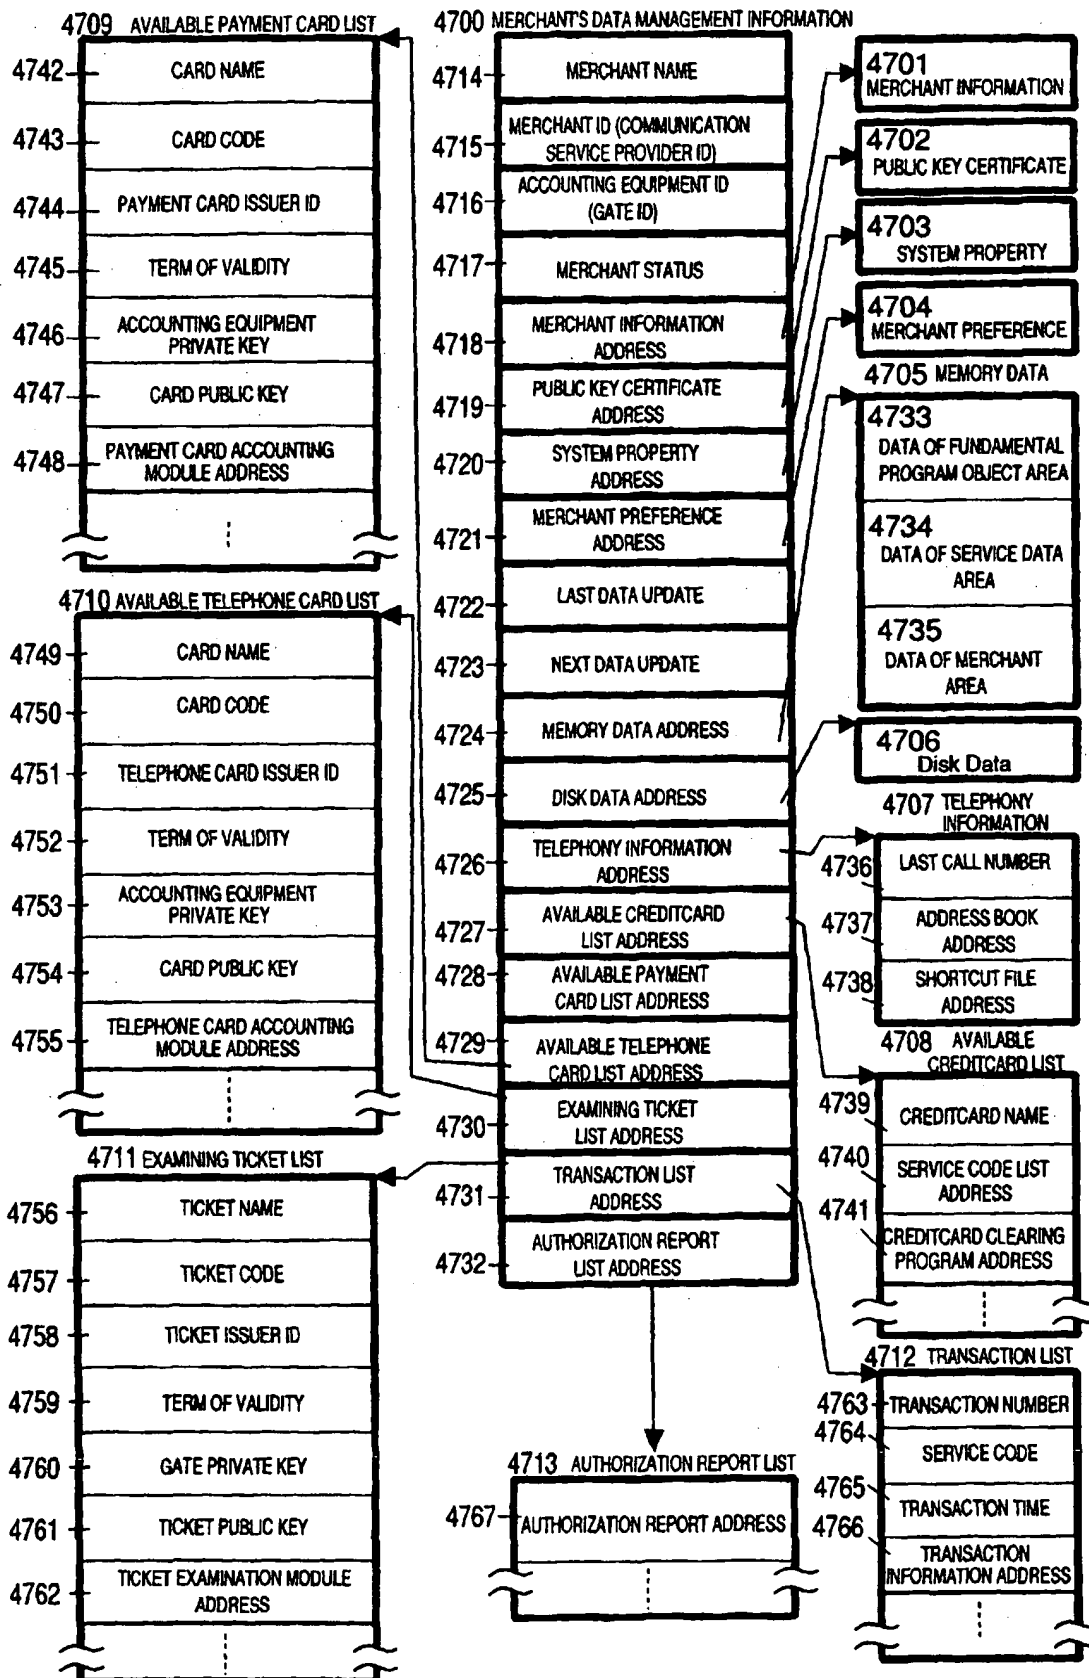 4709 AVAILABLE PAYMENT CARD LIST
4742 CARD NAME
4743 CARD CODE
4744 PAYMENT CARD ISSUER ID
4745 TERM OF VALIDITY
4746 ACCOUNTING EQUIPMENT
PRIVATE KEY
4747 CARD PUBLIC KEY
4748 PAYMENT CARD ACCOUNTING
MODULE ADDRESS
4710 AVAILABLE TELEPHONE CARD LIST
4749 CARD NAME
4750 CARD CODE
4751 TELEPHONE CARD ISSUER ID
4752 TERM OF VALIDITY
4753 ACCOUNTING EQUIPMENT
PRIVATE KEY
4754 CARD PUBLIC KEY
4755 TELEPHONE CARD ACCOUNTING
MODULE ADDRESS
4711 EXAMINING TICKET LIST
4756 TICKET NAME
4757 TICKET CODE
4758 TICKET ISSUER ID
4759 TERM OF VALIDITY
4760 GATE PRIVATE KEY
4761 TICKET PUBLIC KEY
4762 TICKET EXAMINATION MODULE
ADDRESS
4700 MERCHANT'S DATA MANAGEMENT INFORMATION
4714 MERCHANT NAME
4715 MERCHANT ID (COMMUNICATION
SERVICE PROVIDER ID)
4716 ACCOUNTING EQUIPMENT ID
(GATE ID)
4717 MERCHANT STATUS
4718 MERCHANT INFORMATION
ADDRESS
4719 PUBLIC KEY CERTIFICATE
ADDRESS
4720 SYSTEM PROPERTY
ADDRESS
4721 MERCHANT PREFERENCE
ADDRESS
4722 LAST DATA UPDATE
4723 NEXT DATA UPDATE
4724 MEMORY DATA ADDRESS
4725 DISK DATA ADDRESS
4726 TELEPHONY INFORMATION
ADDRESS
4727 AVAILABLE CREDITCARD
LIST ADDRESS
4728 AVAILABLE PAYMENT
CARD LIST ADDRESS
4729 AVAILABLE TELEPHONE
CARD LIST ADDRESS
4730 EXAMINING TICKET
LIST ADDRESS
4731 TRANSACTION LIST
ADDRESS
4732 AUTHORIZATION REPORT
LIST ADDRESS
4713 AUTHORIZATION REPORT LIST
4767 AUTHORIZATION REPORT ADDRESS
4701
MERCHANT INFORMATION
4702
PUBLIC KEY CERTIFICATE
4703
SYSTEM PROPERTY
4704
MERCHANT PREFERENCE
4705 MEMORY DATA
4733
DATA OF FUNDAMENTAL
PROGRAM OBJECT AREA
4734
DATA OF SERVICE DATA
AREA
4735
DATA OF MERCHANT
AREA
4706
Disk Data
4707 TELEPHONY
INFORMATION
4736 LAST CALL NUMBER
4737 ADDRESS BOOK
ADDRESS
4738 SHORTCUT FILE
ADDRESS
4708 AVAILABLE
CREDITCARD LIST
4739 CREDITCARD NAME
4740 SERVICE CODE LIST
ADDRESS
4741 CREDITCARD CLEARING
PROGRAM ADDRESS
4712 TRANSACTION LIST
4763 TRANSACTION NUMBER
4764 SERVICE CODE
4765 TRANSACTION TIME
4766 TRANSACTION
INFORMATION ADDRESS